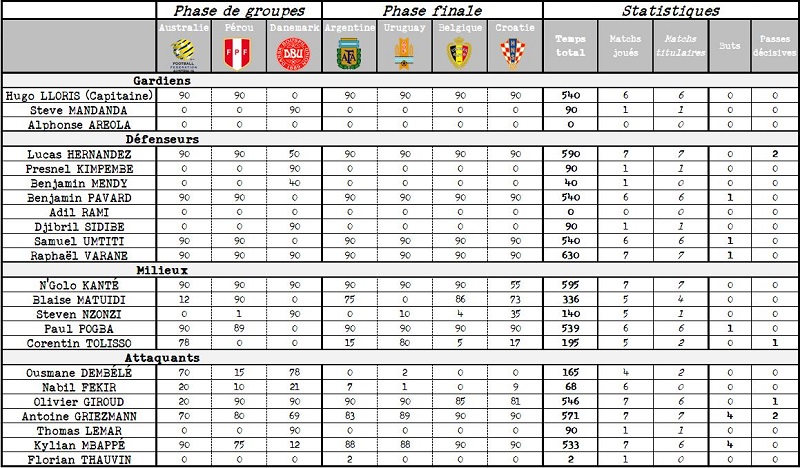 Phase de groupes Phase finale Statistiques
Australie Pérou Danemark Argentine Uruguay Belgique Croatie Temps total Matchs joués Matchs titulaires Buts Passes décisives
FOOTBALL FPF DBU AFA
Gardiens
Hugo LLORIS (Capitaine) 90 90 0 90 90 90 90 540 6 6 0 0
Steve MANDANDA 0 0 90 0 0 0 0 90 1 1 0 0
Alphonse AREOLA 0 0 0 0 0 0 0 0 0 0 0 0
Défenseurs
Lucas HERNANDEZ 90 90 50 90 90 90 90 590 7 7 0 2
Presnel KIMPEMBE 0 0 90 0 0 0 0 90 1 1 0 0
Benjamin MENDY 0 0 40 0 0 0 0 40 1 0 0 0
Benjamin PAVARD 90 90 0 90 90 90 90 540 6 6 1 0
Adil RAMI 0 0 0 0 0 0 0 0 0 0 0 0
Djibril SIDIBE 0 0 90 0 0 0 0 90 1 1 0 0
Samuel UMTITI 90 90 0 90 90 90 90 540 6 6 1 0
Raphaël VARANE 90 90 90 90 90 90 90 630 7 7 1 0
Milieux
N'Golo KANTÉ 90 90 90 90 90 90 55 595 7 7 0 0
Blaise MATUIDI 12 90 0 75 0 86 73 336 5 4 0 0
Steven NZONZI 0 1 90 0 10 4 35 140 5 1 0 0
Paul POGBA 90 89 0 90 90 90 90 539 6 6 1 0
Corentin TOLISSO 78 0 0 15 80 5 17 195 5 2 0 1
Attaquants
Ousmane DEMBÉLÉ 70 15 78 0 2 0 0 165 4 2 0 0
Nabil FEKIR 20 10 21 7 1 0 9 68 6 0 0 0
Olivier GIROUD 20 90 90 90 90 85 81 546 7 6 0 1
Antoine GRIEZMANN 70 80 69 83 89 90 90 571 7 7 4 2
Thomas LEMAR 0 0 90 0 0 0 0 90 1 1 0 0
Kylian MBAPPÉ 90 75 12 88 88 90 90 533 7 6 4 0
Florian THAUVIN 0 0 0 2 0 0 0 2 1 0 0 0